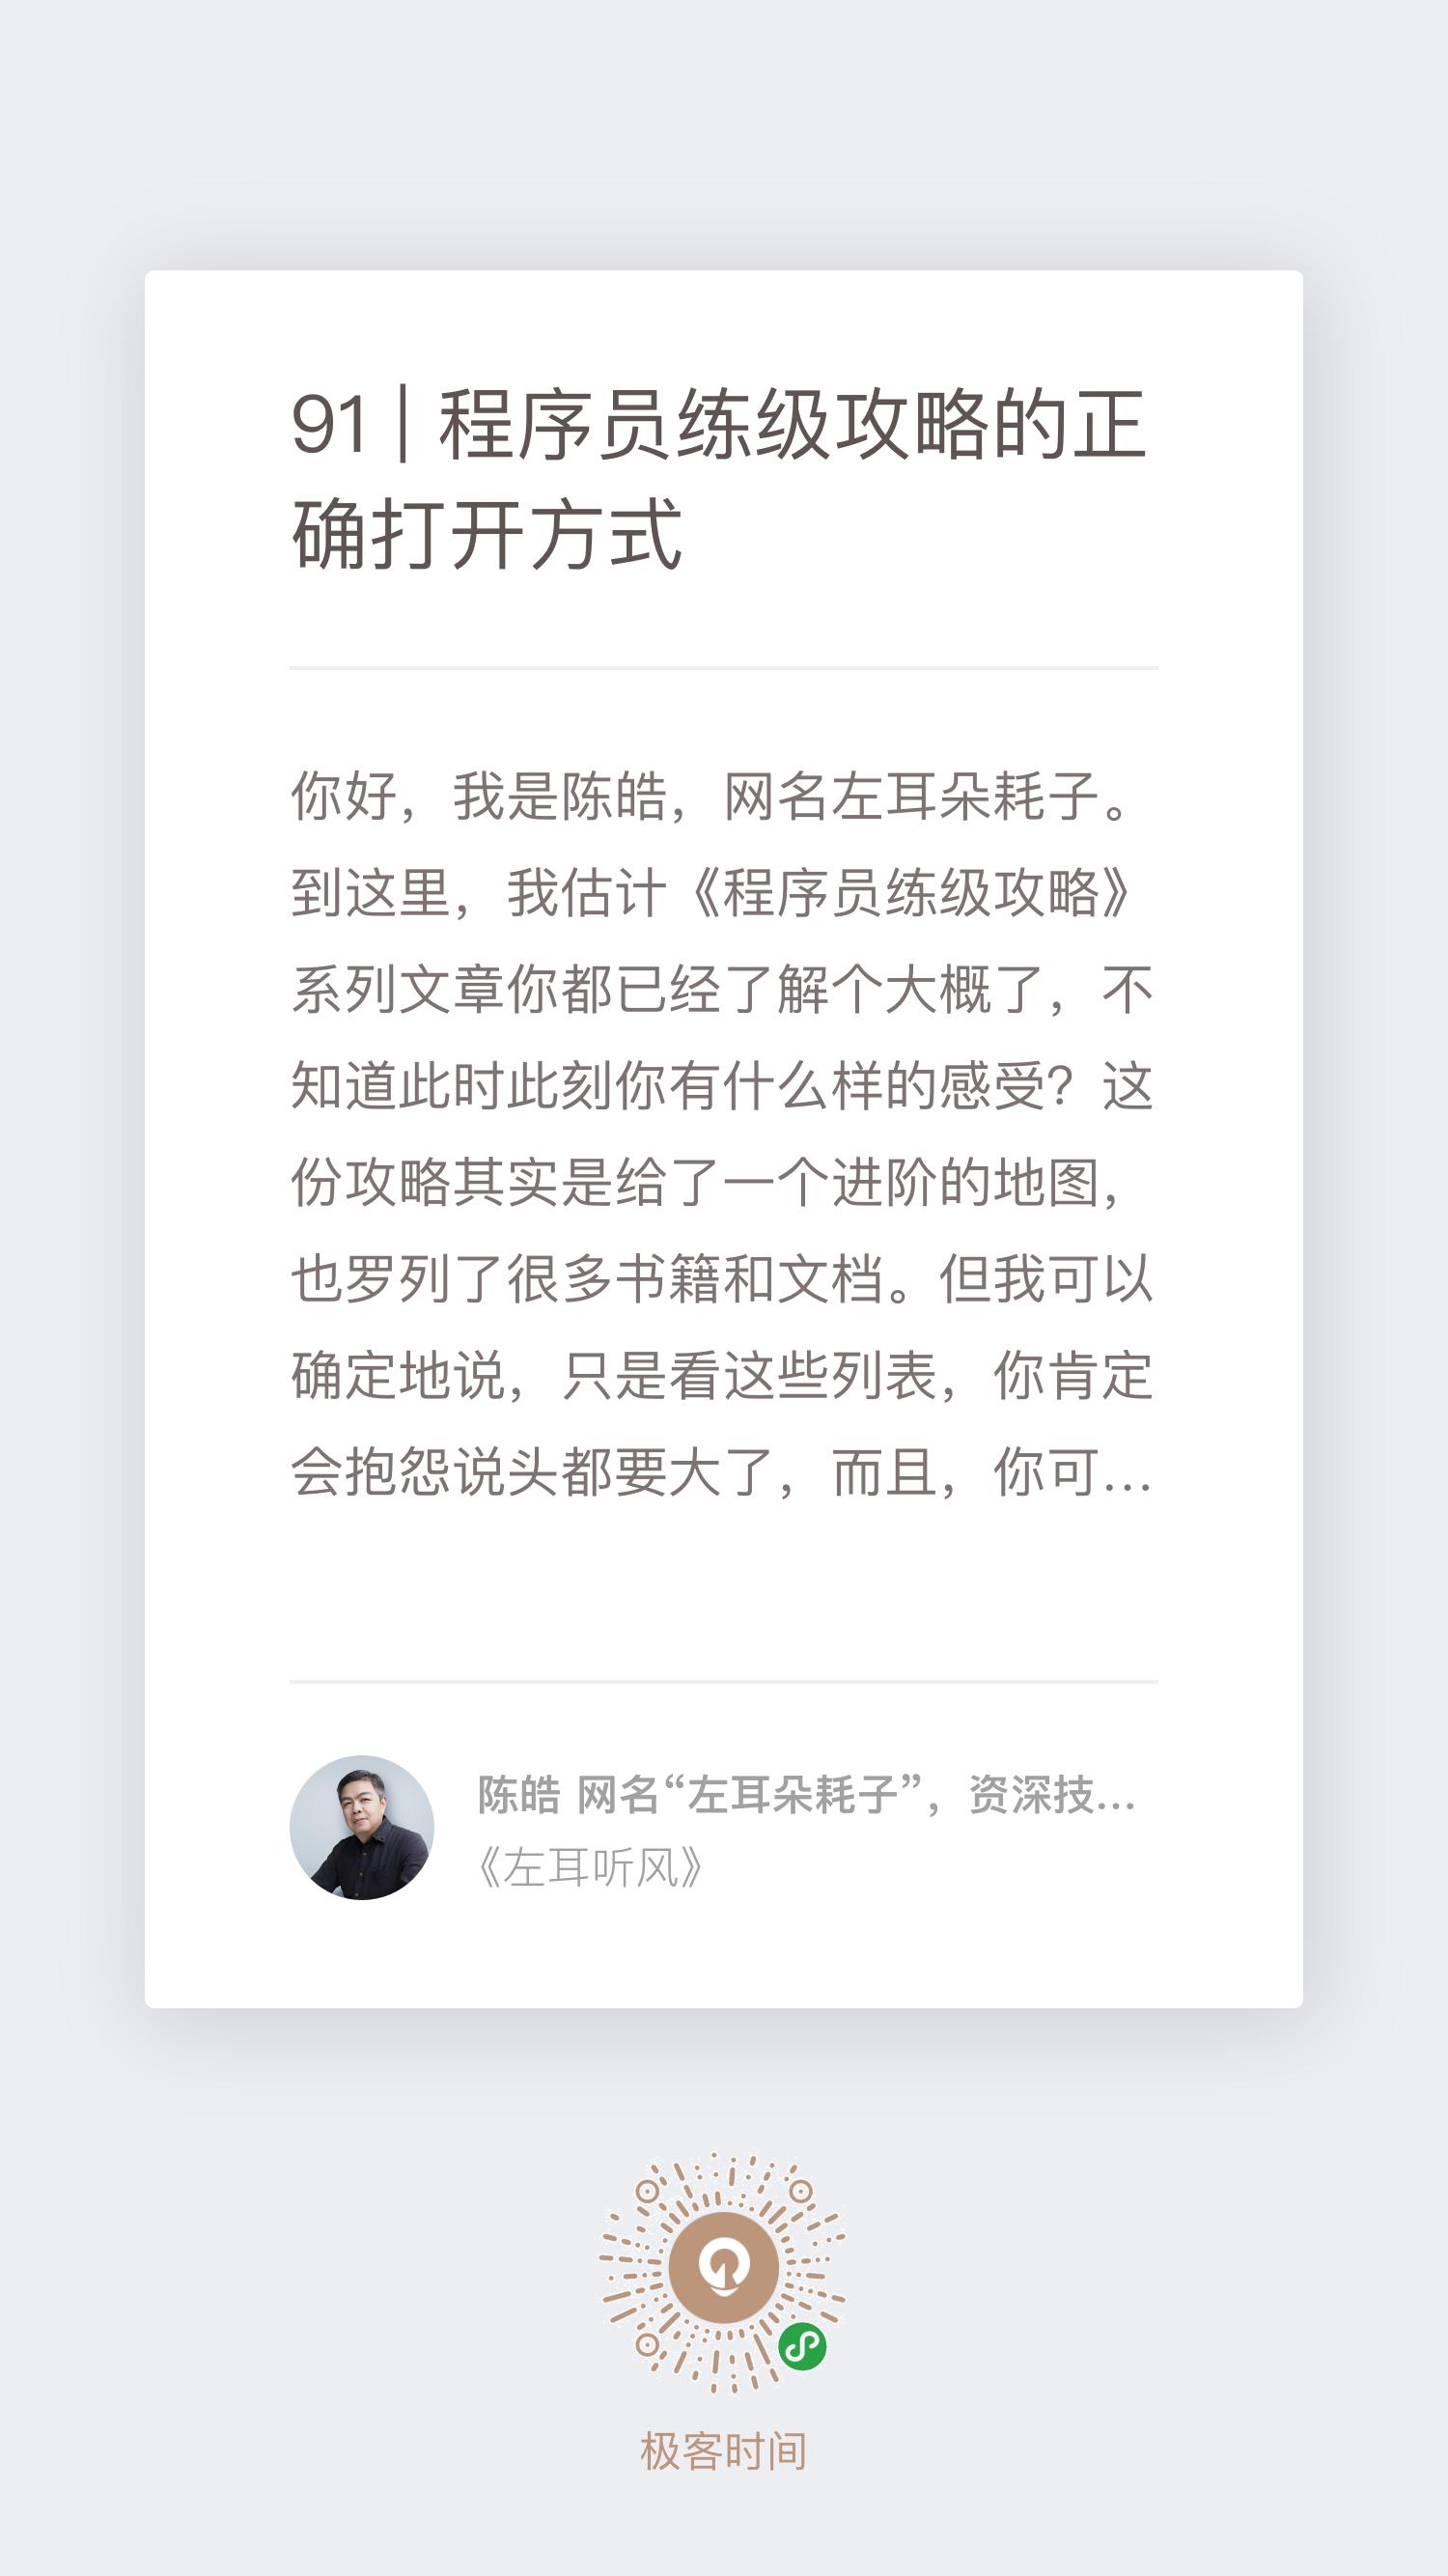 91 | 程序员练级攻略的正
确打开方式
你好，我是陈皓，网名左耳朵耗子。
到这里，我估计《程序员练级攻略》
系列文章你都已经了解个大概了，不
知道此时此刻你有什么样的感受？这
份攻略其实是给了一个进阶的地图，
也罗列了很多书籍和文档。但我可以
确定地说，只是看这些列表，你肯定
会抱怨说头都要大了，而且，你可...
陈皓 网名“左耳朵耗子”，资深技...
《左耳听风》
极客时间